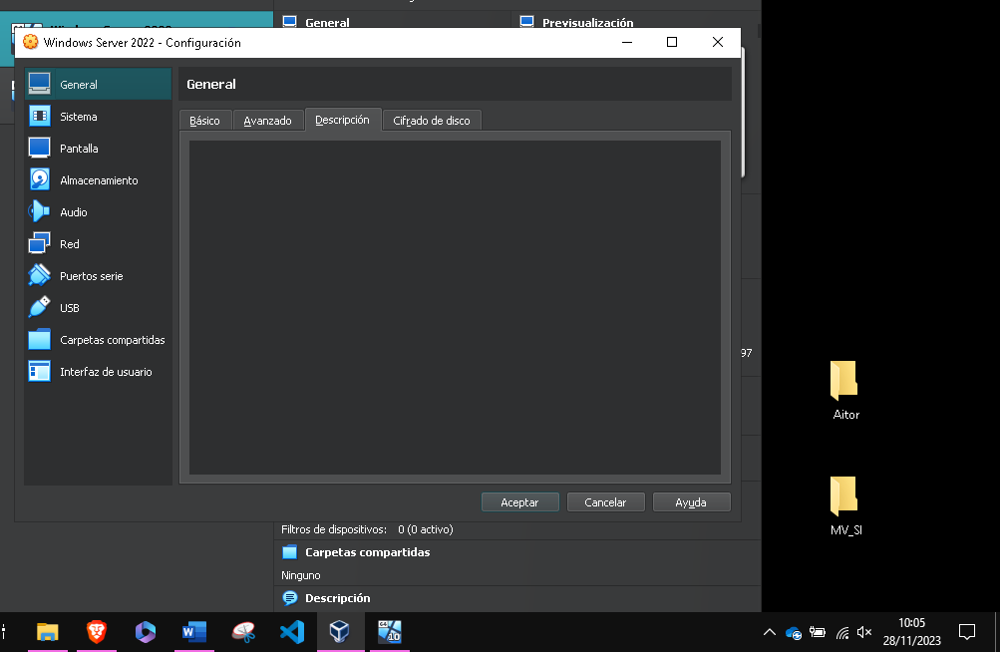 General
Previsualización
Windows Server 2022 - Configuración
General
Sistema
Pantalla
Almacenamiento
Audio
Red
Puertos serie
USB
Carpetas compartidas
Interfaz de usuario
General
Básico
Avanzado
Descripción
Cifrado de disco
97
Aceptar
Cancelar
Ayuda
Filtros de dispositivos: 0 (0 activo)
Carpetas compartidas
Ninguno
Descripción
Aitor
MV_SI
10:05
28/11/2023